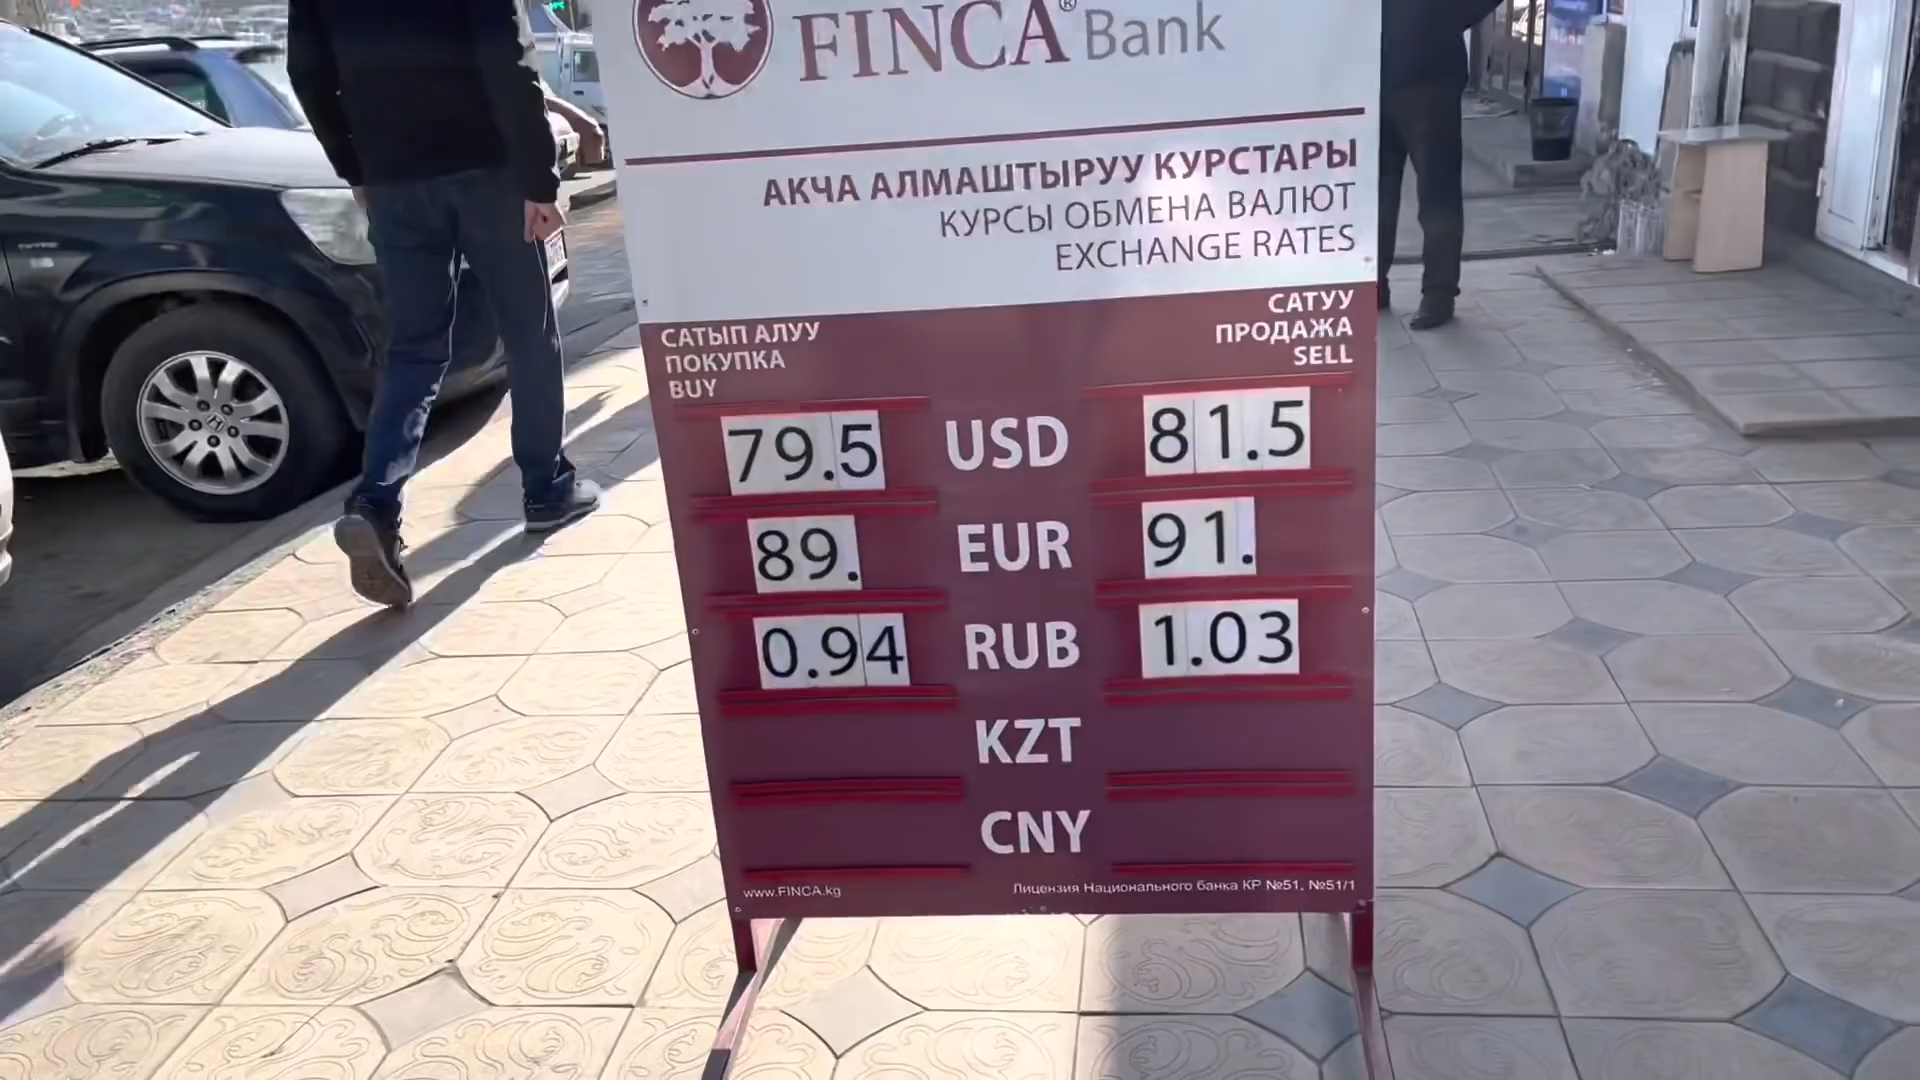 FINCA® Bank
АКЧА АЛМАШТЫРУУ КУРСТАРЫ
КУРСЫ ОБМЕНА ВАЛЮТ
EXCHANGE RATES
САТЫП АЛУУ
ПОКУПКА
BUY
САТУУ
ПРОДАЖА
SELL
79.5 USD 81.5
89. EUR 91.
0.94 RUB 1.03
KZT
CNY
www.FINCA.kg
Лицензия Национального банка КР №51, №51/1